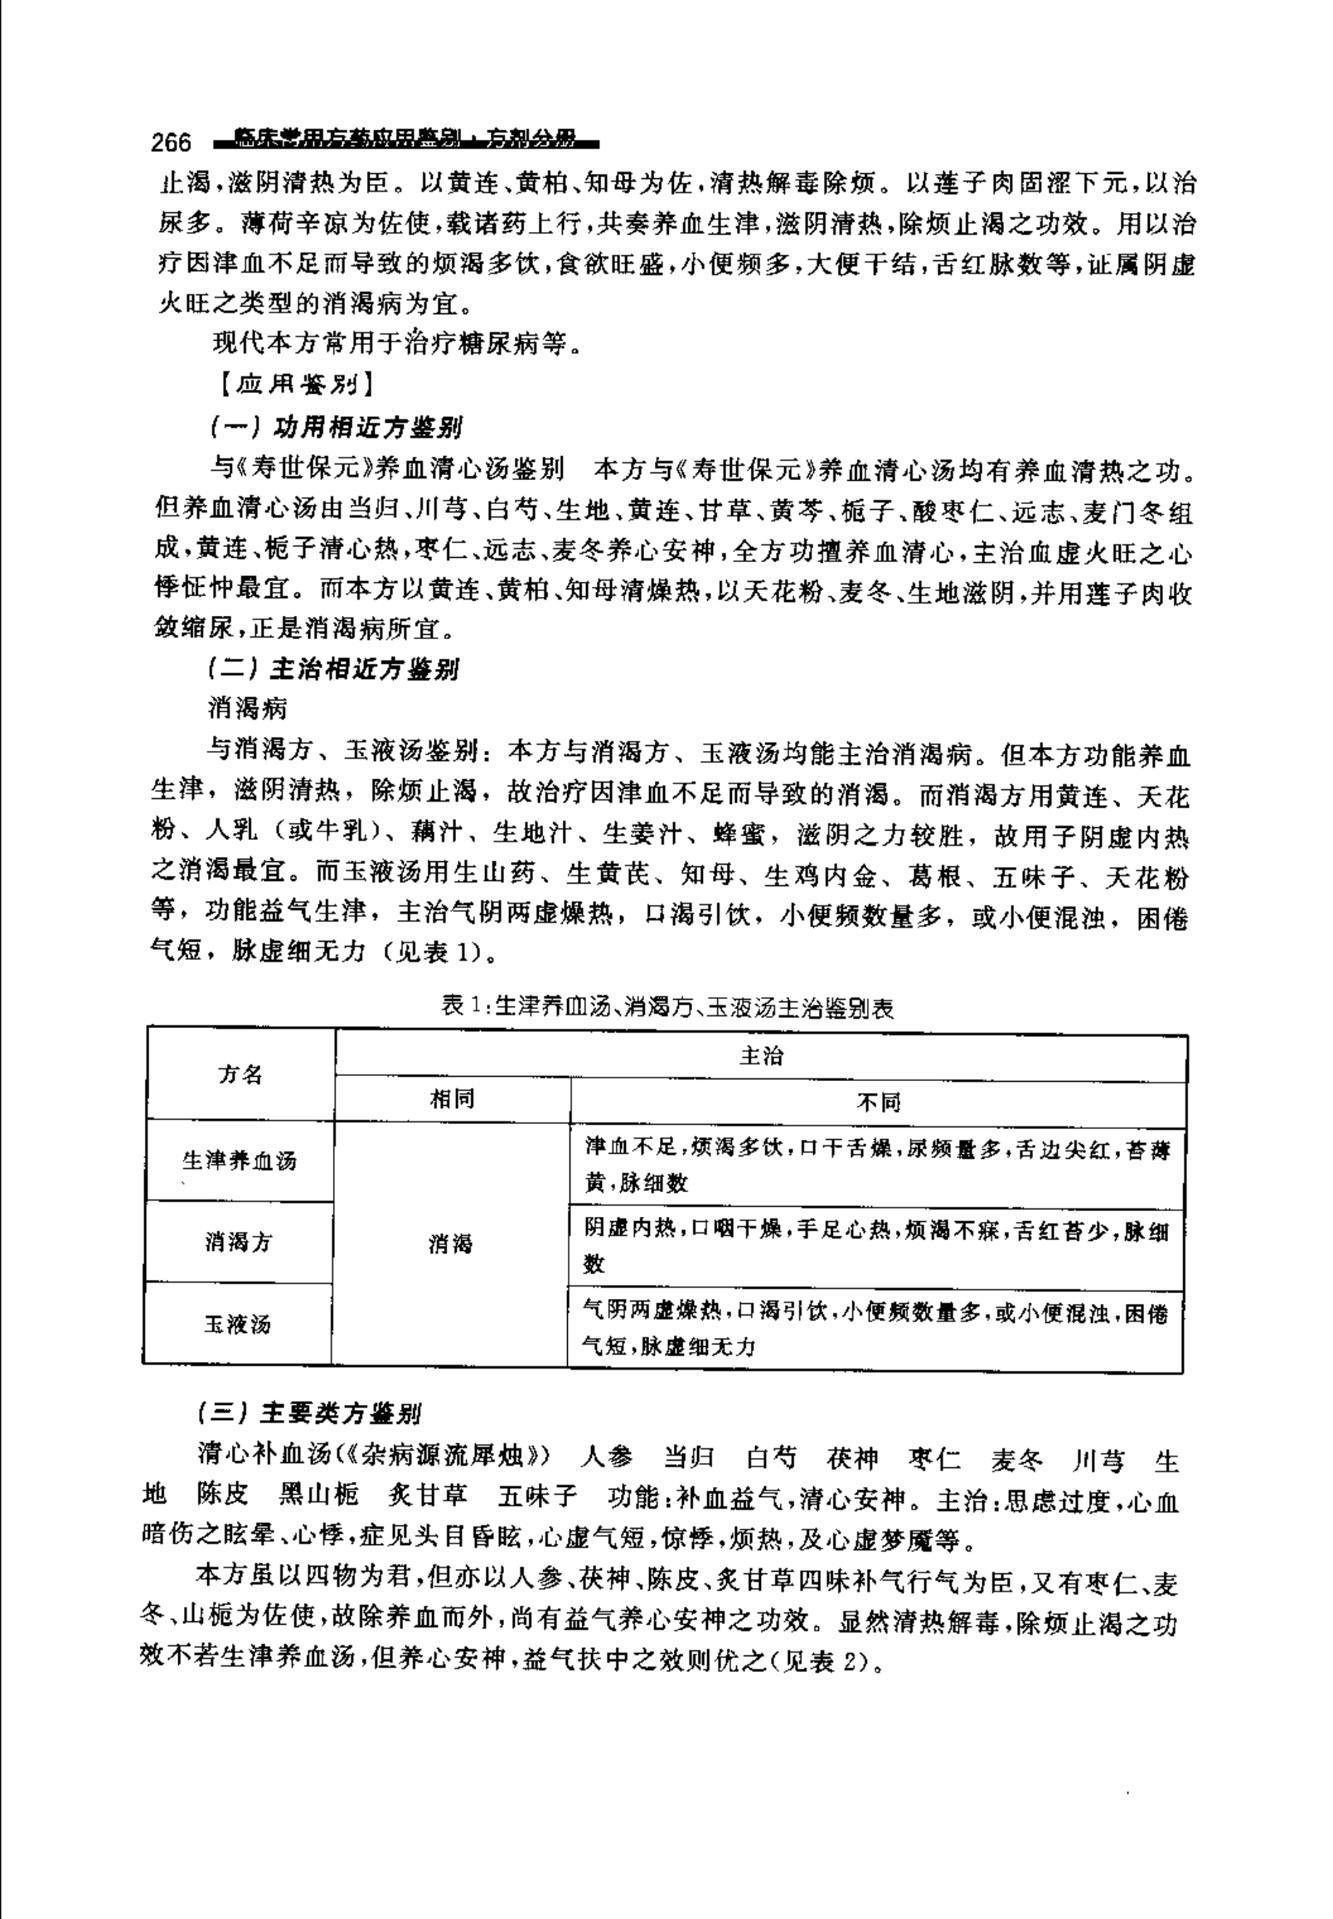 266 临床常用方药应用鉴别·方剂分册
止渴,滋阴清热为臣。以黄连、黄柏、知母为佐,清热解毒除烦。以莲子肉固涩下元,以治
尿多。薄荷辛凉为佐使,载诸药上行,共奏养血生津,滋阴清热,除烦止渴之功效。用以治
疗因津血不足而导致的烦渴多饮,食欲旺盛,小便频多,大便干结,舌红脉数等,证属阴虚
火旺之类型的消渴病为宜。
现代本方常用于治疗糖尿病等。
【应用鉴别】
(一)功用相近方鉴别
与《寿世保元》养血清心汤鉴别 本方与《寿世保元》养血清心汤均有养血清热之功。
但养血清心汤由当归、川芎、白芍、生地、黄连、甘草、黄芩、栀子、酸枣仁、远志、麦门冬组
成,黄连、栀子清心热,枣仁、远志、麦冬养心安神,全方功擅养血清心,主治血虚火旺之心
悸怔忡最宜。而本方以黄连、黄柏、知母清燥热,以天花粉、麦冬、生地滋阴,并用莲子肉收
敛缩尿,正是消渴病所宜。
(二)主治相近方鉴别
消渴病
与消渴方、玉液汤鉴别：本方与消渴方、玉液汤均能主治消渴病。但本方功能养血
生津，滋阴清热，除烦止渴，故治疗因津血不足而导致的消渴。而消渴方用黄连、天花
粉、人乳（或牛乳）、藕汁、生地汁、生姜汁、蜂蜜，滋阴之力较胜，故用子阴虚内热
之消渴最宜。而玉液汤用生山药、生黄芪、知母、生鸡内金、葛根、五味子、天花粉
等，功能益气生津，主治气阴两虚燥热，口渴引饮，小便频数量多，或小便混浊，困倦
气短，脉虚细无力（见表1）。
表1:生津养血汤、消渴方、玉液汤主治鉴别表
方名 主治
相同 不同
生津养血汤 消渴 津血不足,烦渴多饮,口干舌燥,尿频量多,舌边尖红,苔薄
黄,脉细数
消渴方 阴虚内热,口咽干燥,手足心热,烦渴不寐,舌红苔少,脉细
数
玉液汤 气阴两虚燥热,口渴引饮,小便频数量多,或小便混浊,困倦
气短,脉虚细无力
(三)主要类方鉴别
清心补血汤(《杂病源流犀烛》) 人参 当归 白芍 茯神 枣仁 麦冬 川芎 生
地 陈皮 黑山栀 炙甘草 五味子 功能:补血益气,清心安神。主治:思虑过度,心血
暗伤之眩晕、心悸,症见头目昏眩,心虚气短,惊悸,烦热,及心虚梦魇等。
本方虽以四物为君,但亦以人参、茯神、陈皮、炙甘草四味补气行气为臣,又有枣仁、麦
冬、山栀为佐使,故除养血而外,尚有益气养心安神之功效。显然清热解毒,除烦止渴之功
效不若生津养血汤,但养心安神,益气扶中之效则优之(见表2)。